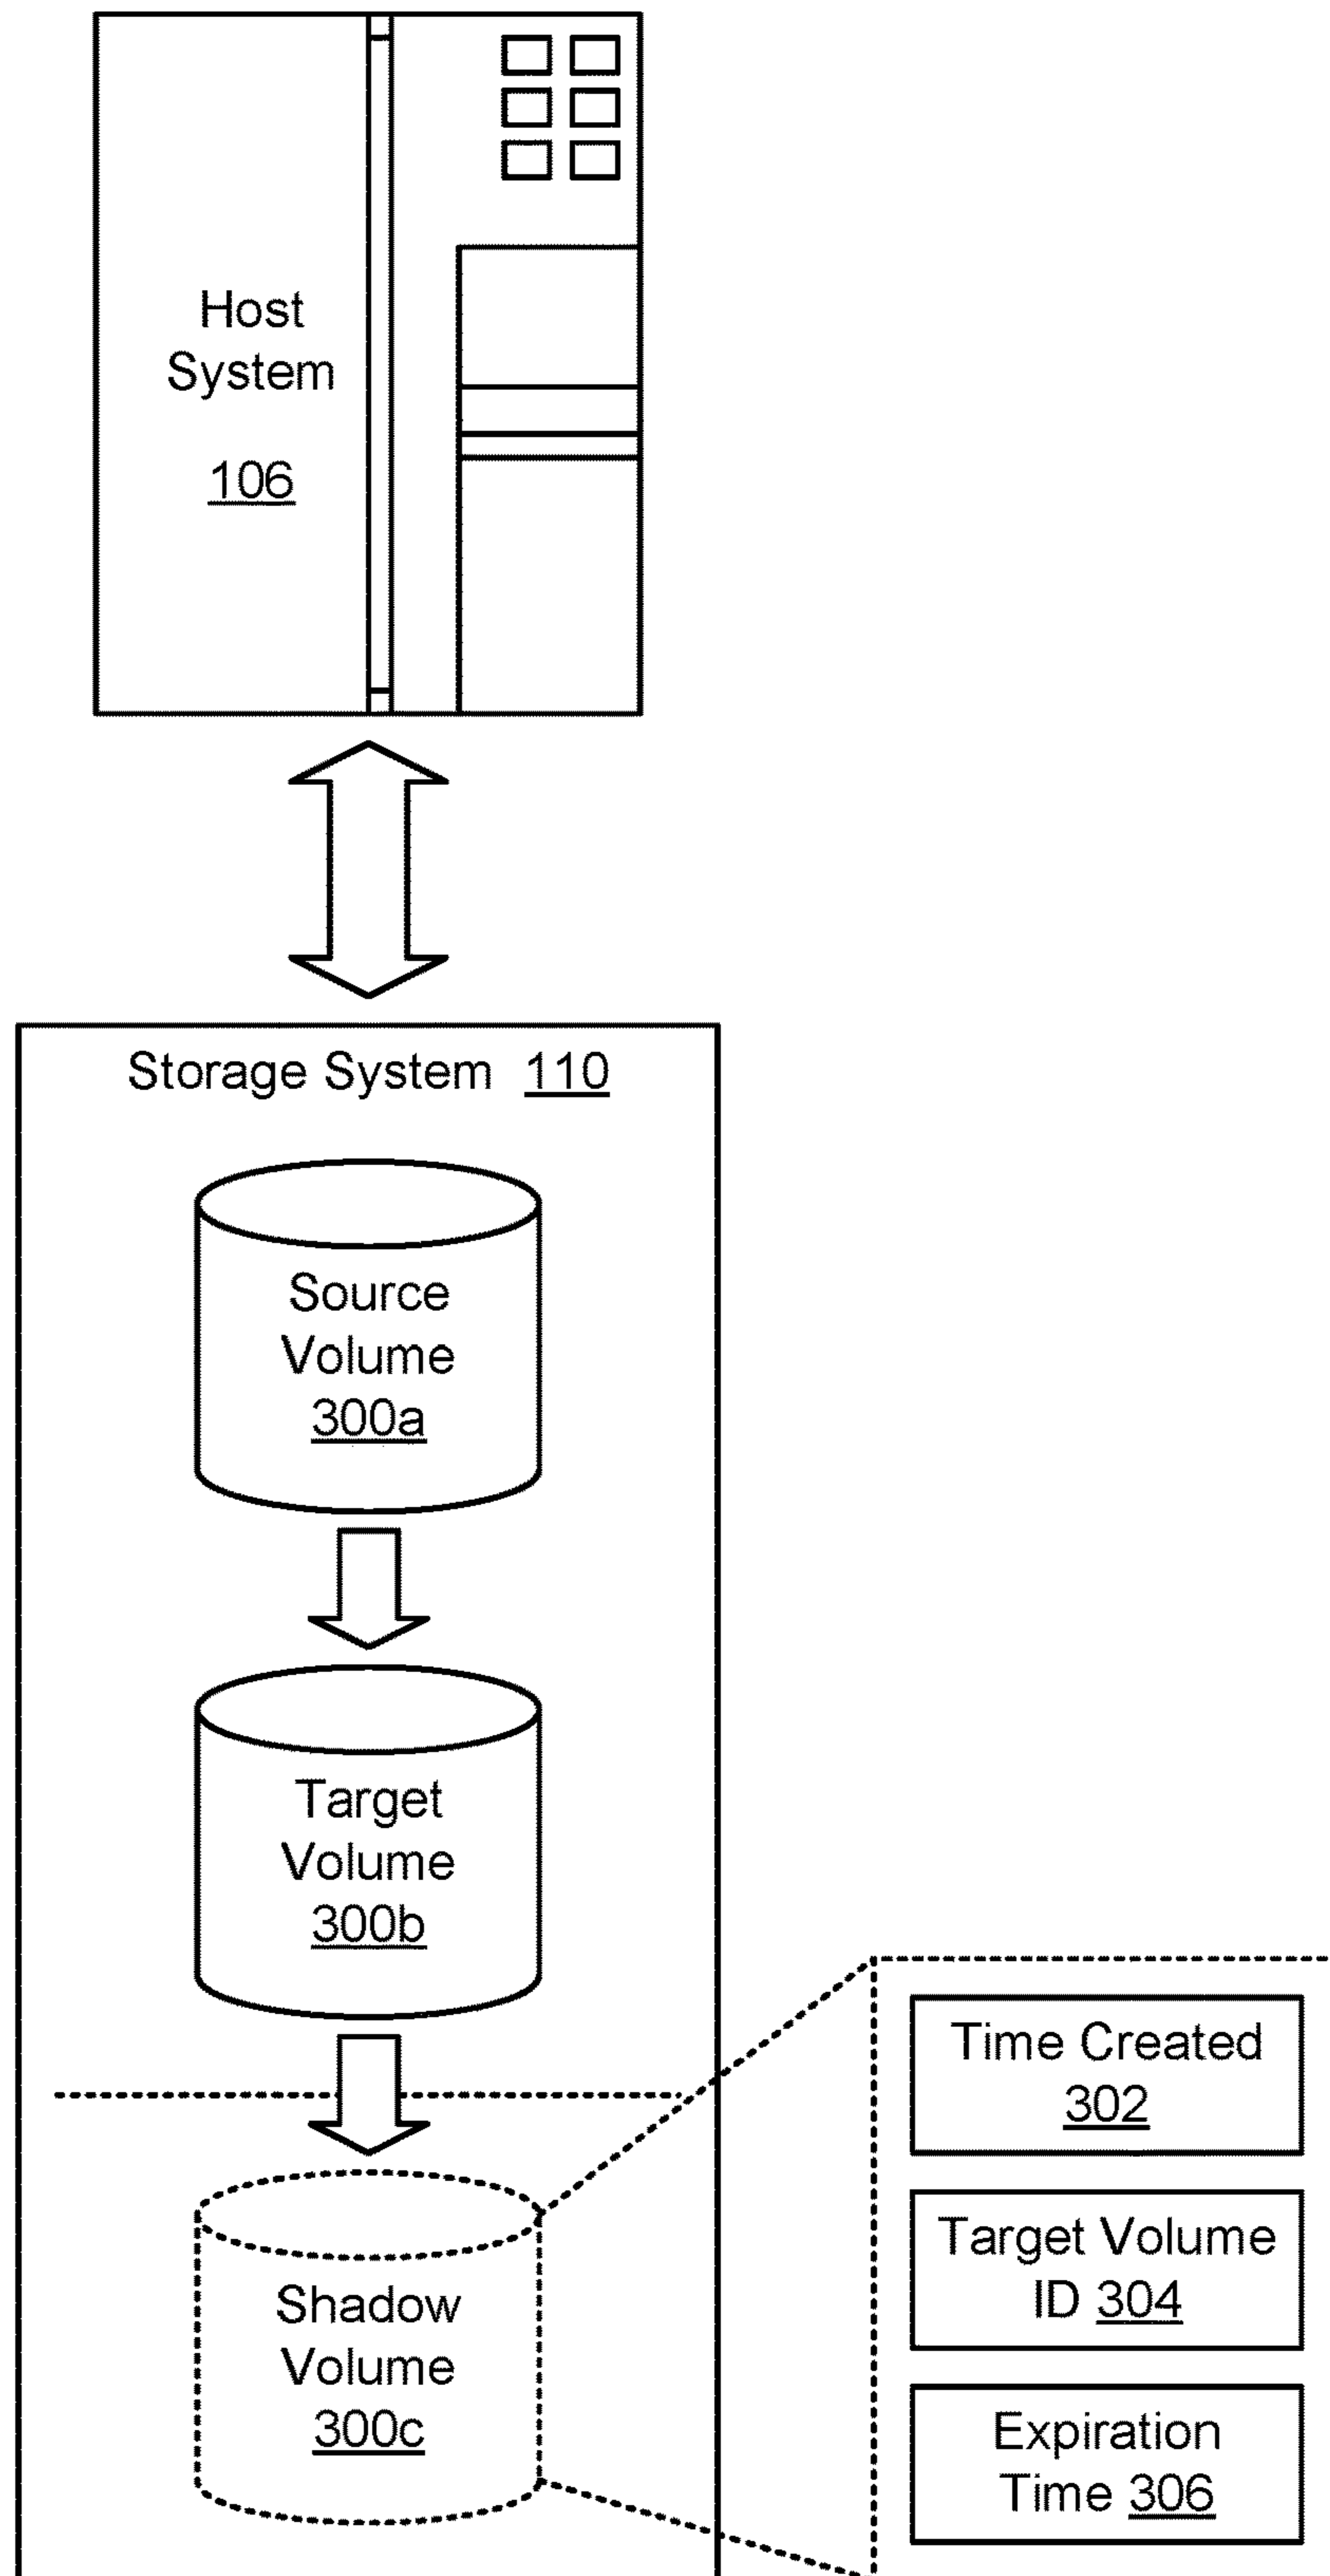 Host
System
106
Storage System 110
Source
Volume
300a
Target
Volume
300b
Shadow
Volume
300c
Time Created
302
Target Volume
ID 304
Expiration
Time 306